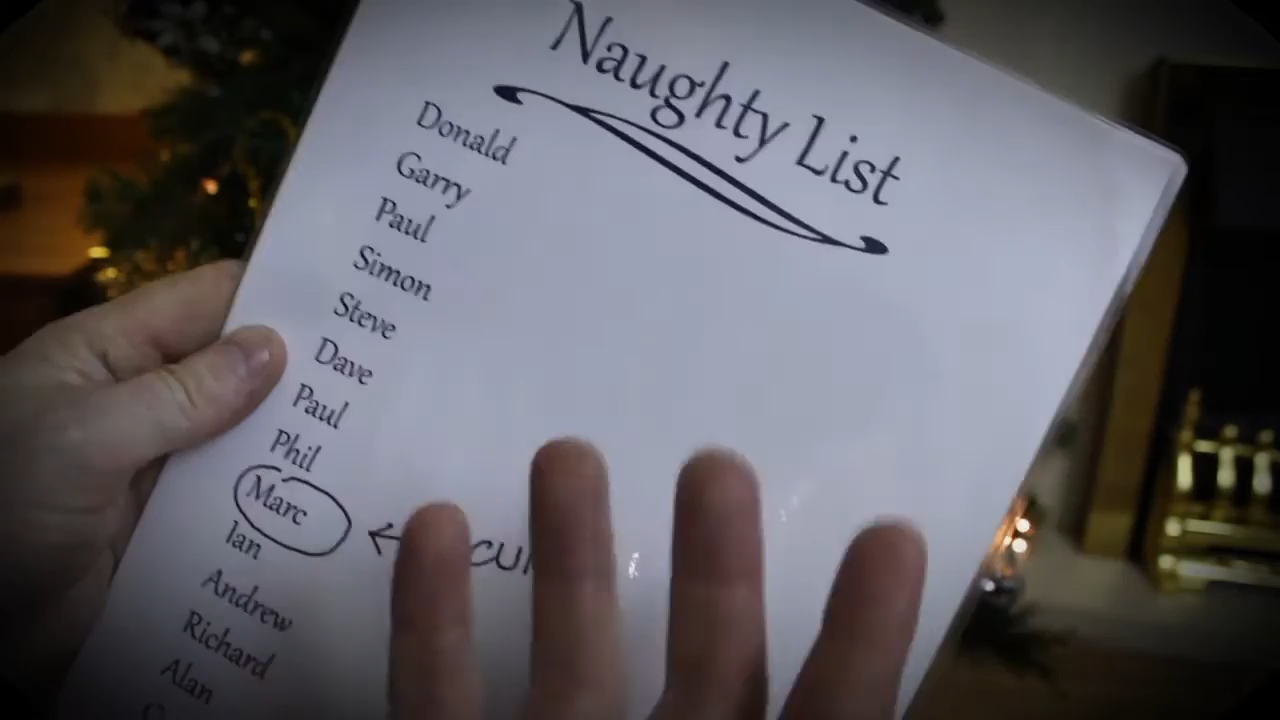 Naughty List
Donald
Garry
Paul
Simon
Steve
Dave
Paul
Phil
Marc
Ian
Andrew
Richard
Alan